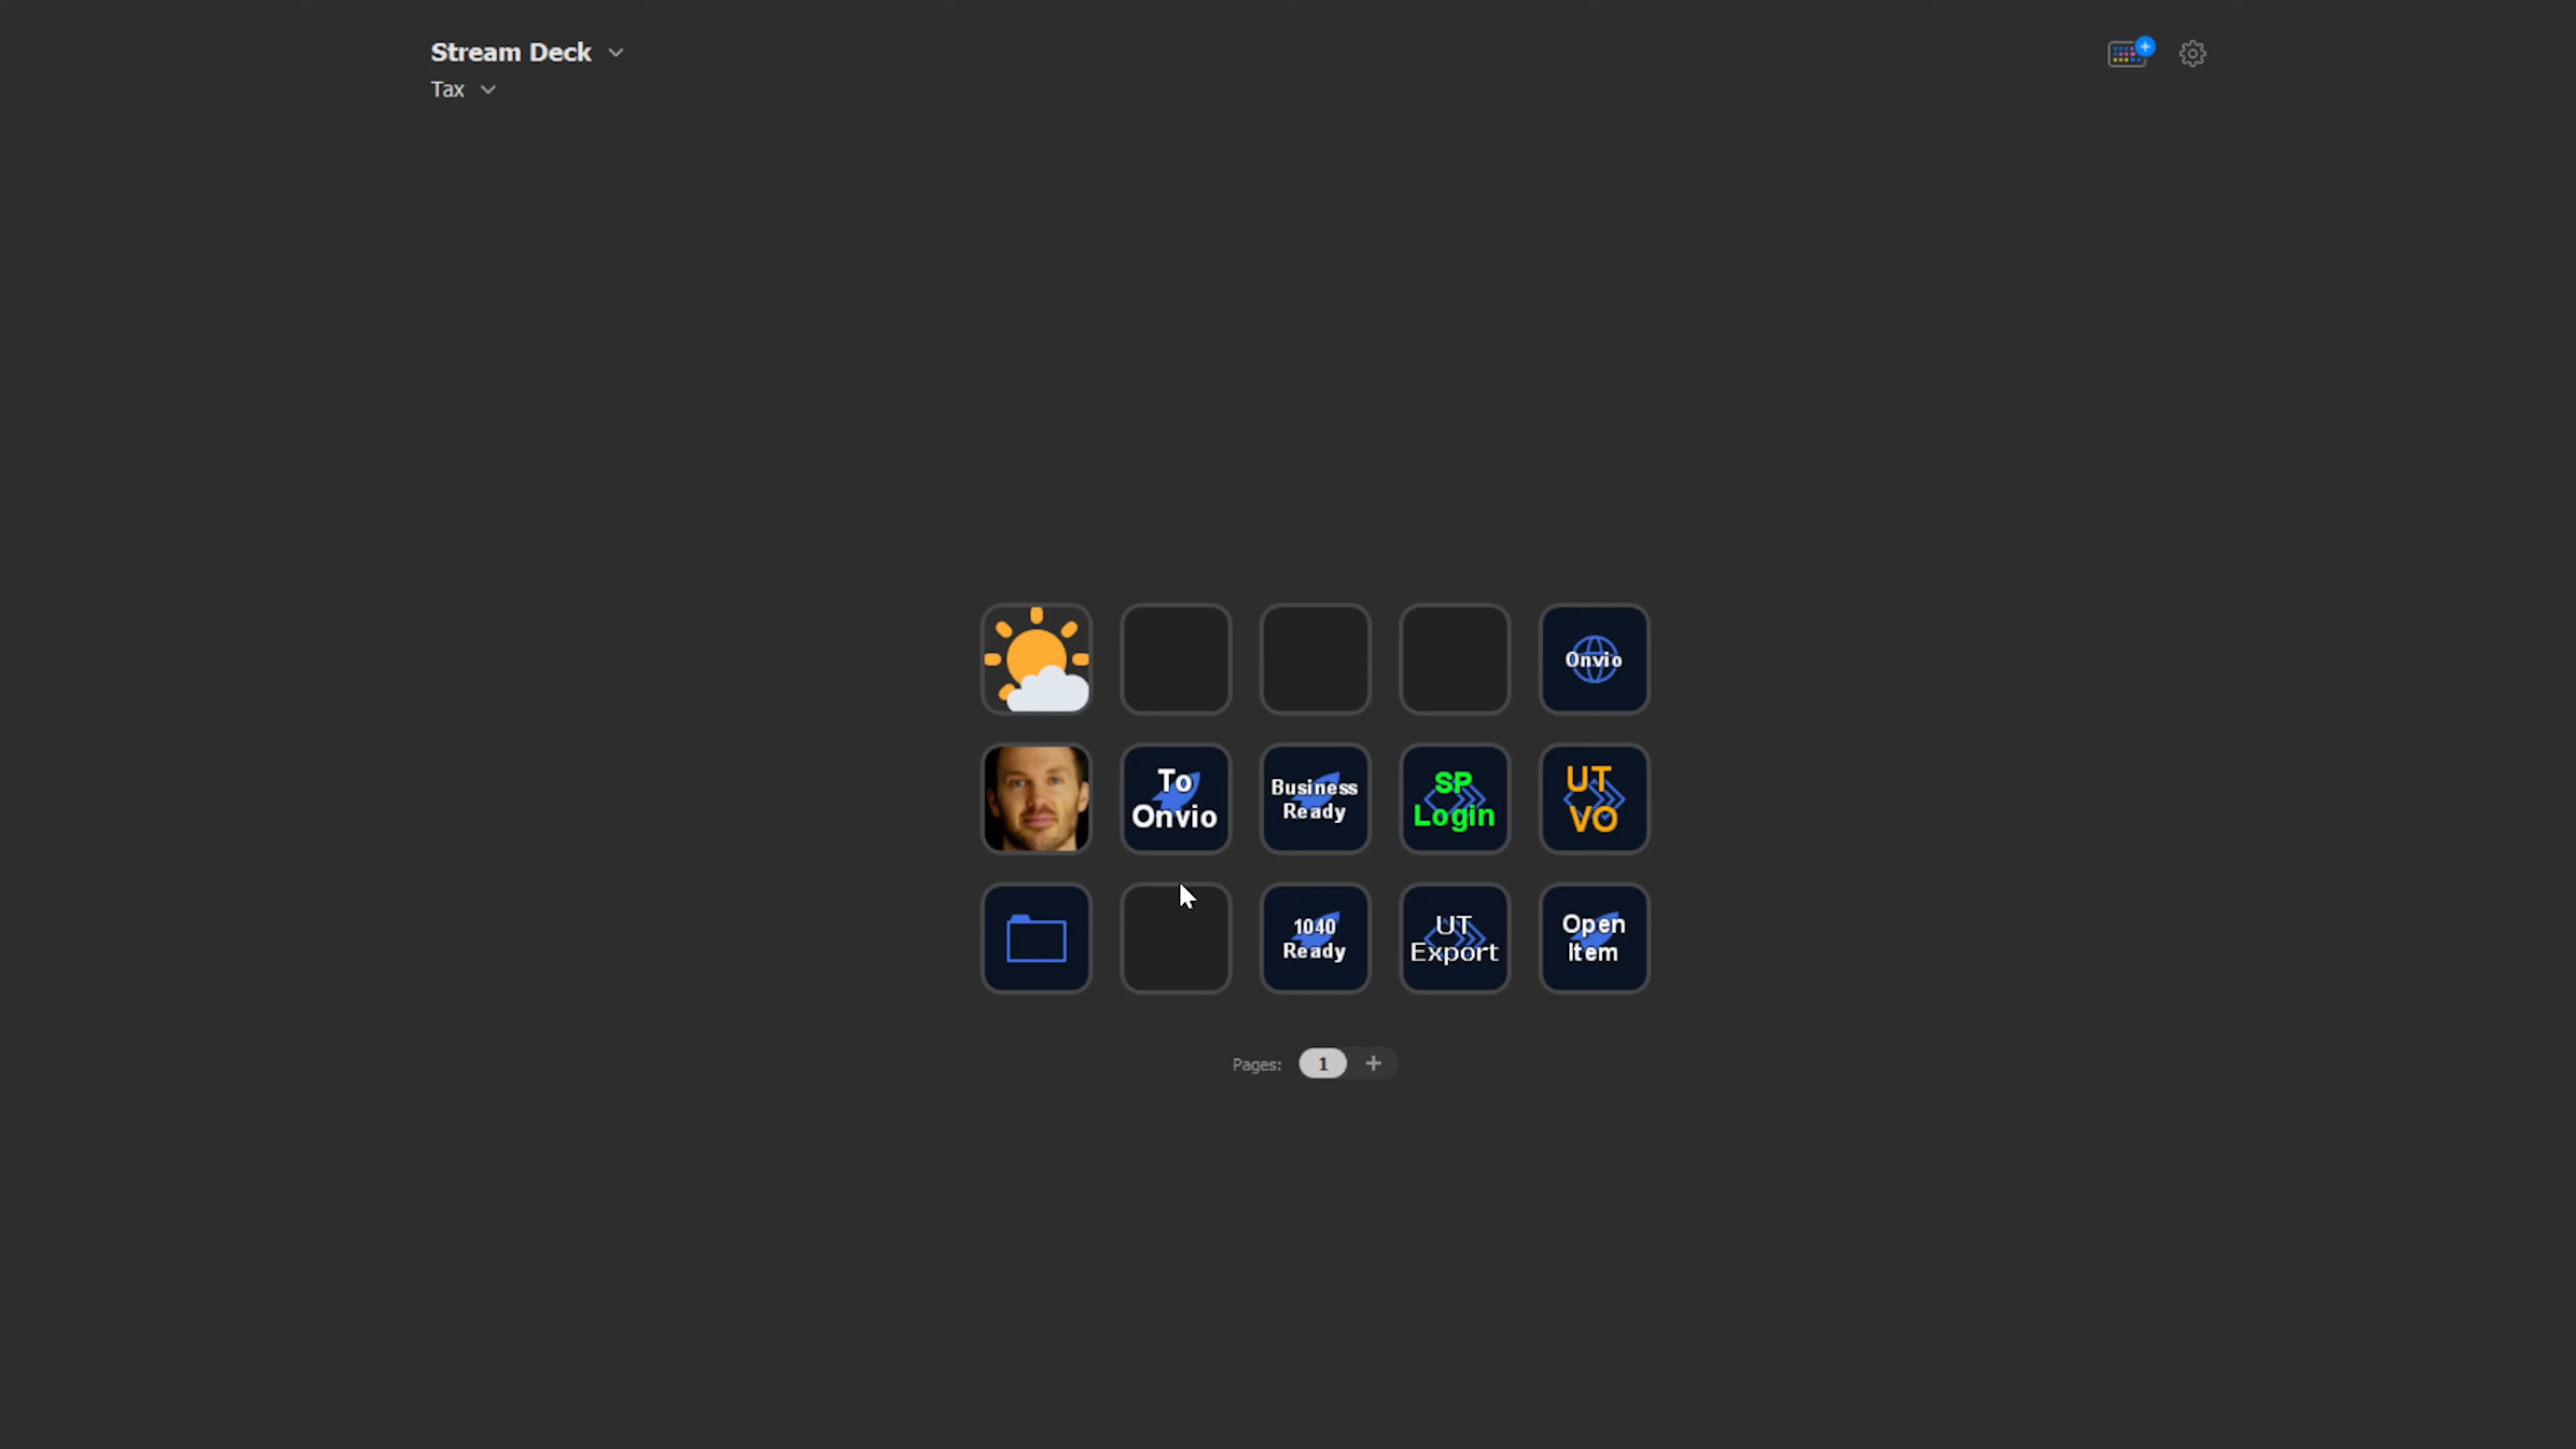 Stream Deck
Tax
Onvio
To
Onvio
Business
Ready
SP
Login
UT
VO
1040
Ready
UT
Export
Open
Item
Pages: 1 +